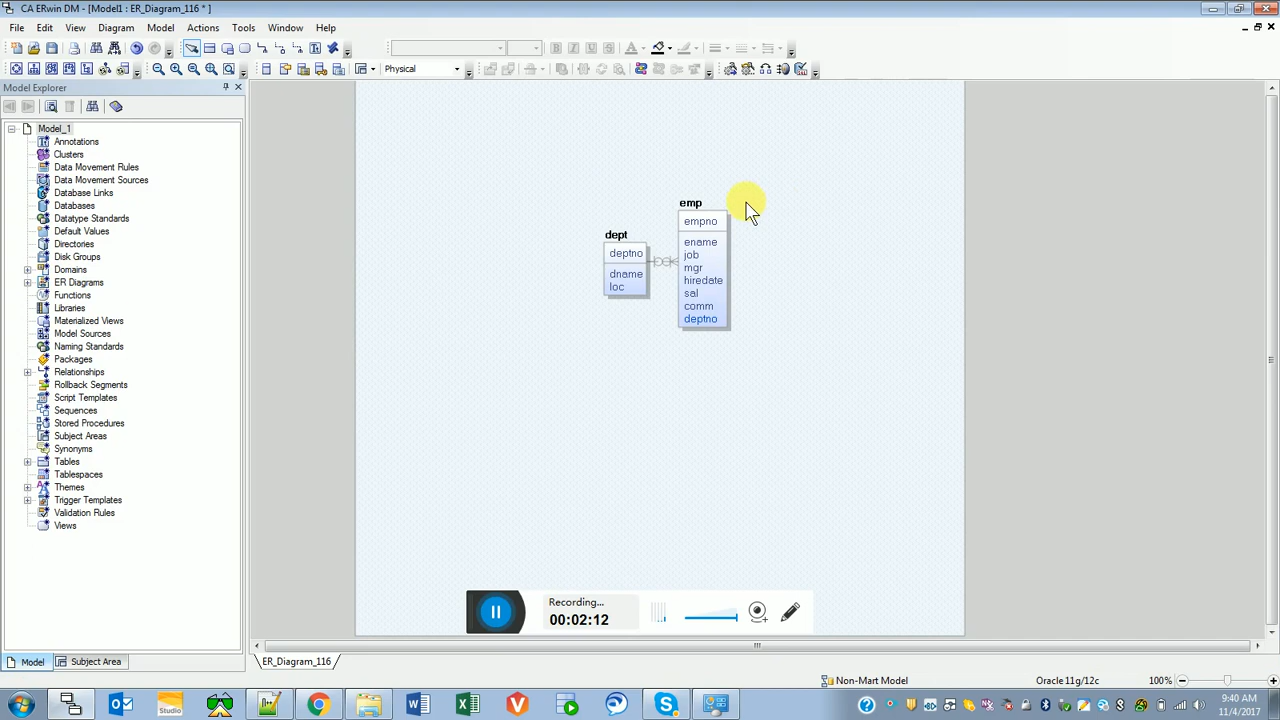 CA ERwin DM - [Model1 : ER_Diagram_116 * ]
File Edit View Diagram Model Actions Tools Window Help
B I U S A
Physical
Model Explorer
Model_1
Annotations
Clusters
Data Movement Rules
Data Movement Sources
Database Links
Databases
Datatype Standards
Default Values
Directories
Disk Groups
Domains
ER Diagrams
Functions
Libraries
Materialized Views
Model Sources
Naming Standards
Packages
Relationships
Rollback Segments
Script Templates
Sequences
Stored Procedures
Subject Areas
Synonyms
Tables
Tablespaces
Themes
Trigger Templates
Validation Rules
Views
dept
deptno
dname
loc
emp
empno
ename
job
mgr
hiredate
sal
comm
deptno
Recording...
00:02:12
Model Subject Area
ER_Diagram_116
Non-Mart Model Oracle 11g/12c 100%
Studio
9:40 AM
11/4/2017